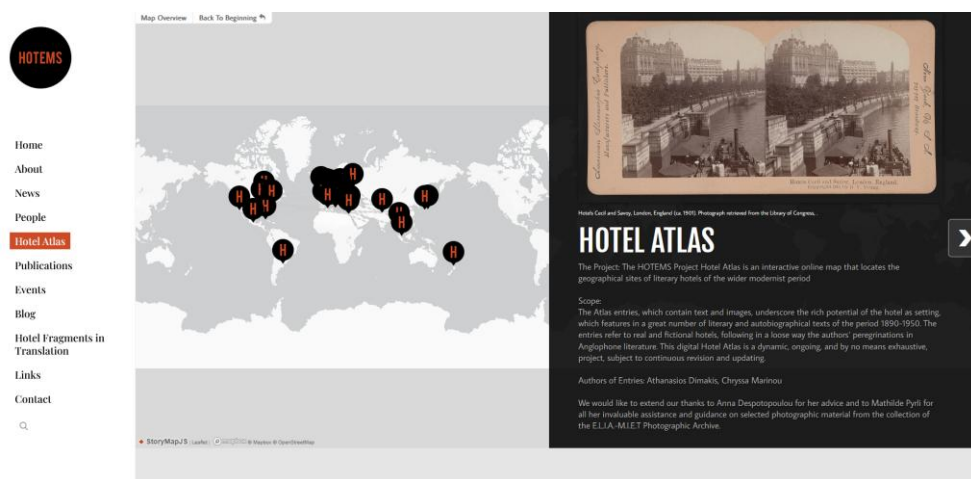 HOTEMS
Home
About
News
People
Hotel Atlas
Publications
Events
Blog
Hotel Fragments in
Translation
Links
Contact
Map Overview
Back To Beginning
Hotels Cecil and Savoy, London, England (ca. 1901). Photograph retrieved from the Library of Congress,.
HOTEL ATLAS
The Project: The HOTEMS Project Hotel Atlas is an interactive online map that locates the
geographical sites of literary hotels of the wider modernist period
Scope:
The Atlas entries, which contain text and images, underscore the rich potential of the hotel as setting,
which features in a great number of literary and autobiographical texts of the period 1890-1950. The
entries refer to real and fictional hotels, following in a loose way the authors' peregrinations in
Anglophone literature. This digital Hotel Atlas is a dynamic, ongoing, and by no means exhaustive,
project, subject to continuous revision and updating.
Authors of Entries: Athanasios Dimakis, Chryssa Marinou
We would like to extend our thanks to Anna Despotopoulou for her advice and to Mathilde Pyrli for
all her invaluable assistance and guidance on selected photographic material from the collection of
the E.L.I.A.-M.I.E.T Photographic Archive.
StoryMapJS | Leaflet | mapbox © Mapbox © OpenStreetMap